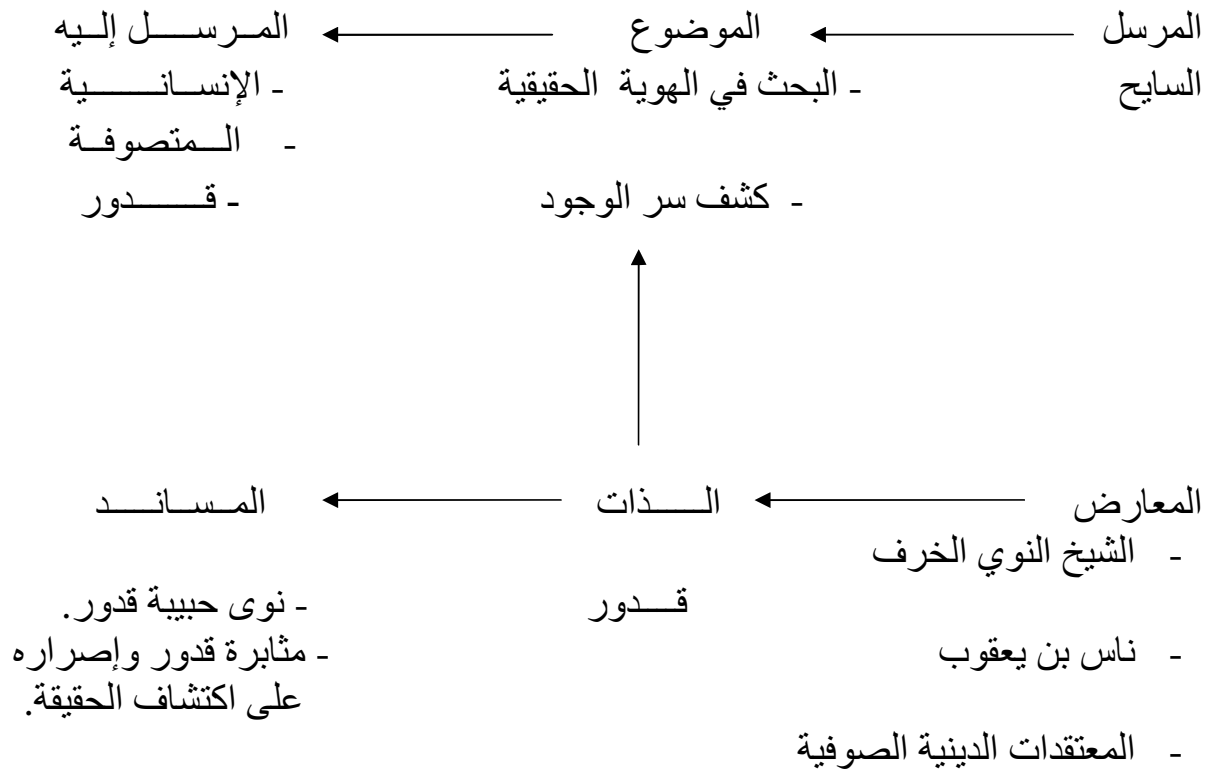 المرسل الموضوع المرسل إليه
السايح - البحث في الهوية الحقيقية - الإنسانية
- المتصوفة
- كشف سر الوجود - قدور
المعارض الذات المساند
- الشيخ النوي الخرف
قدور - نوى حبيبة قدور.
- ناس بن يعقوب - مثابرة قدور وإصراره
على اكتشاف الحقيقة.
- المعتقدات الدينية الصوفية